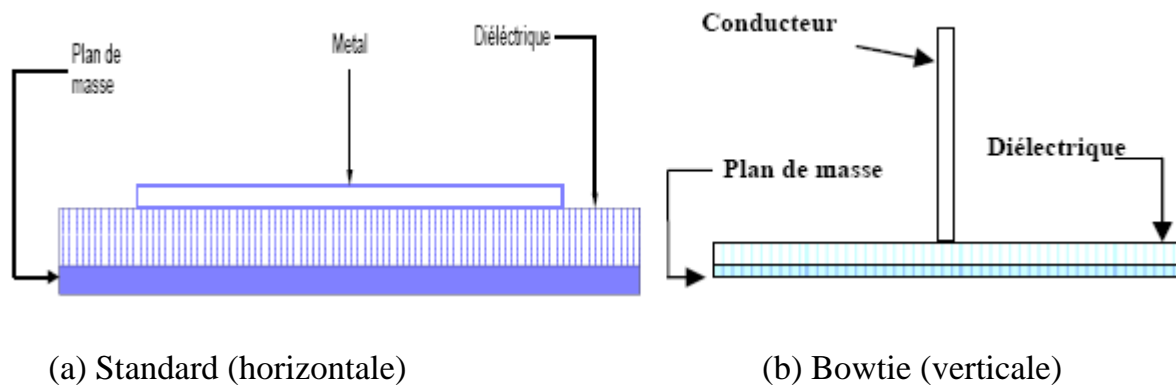 Plan de
masse
Metal
Diéléctrique
Conducteur
Plan de masse
Diélectrique
(a) Standard (horizontale)
(b) Bowtie (verticale)